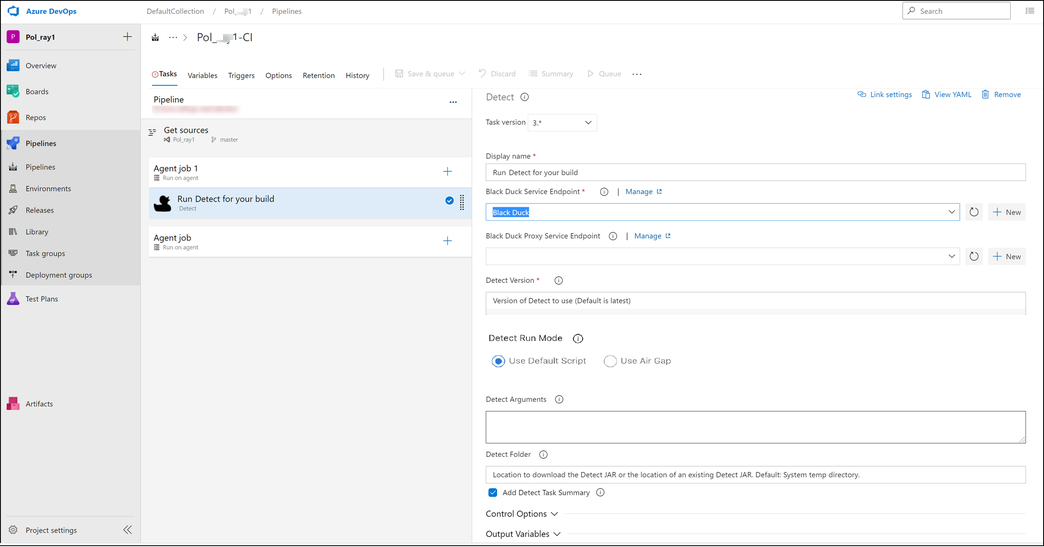 Azure DevOps
DefaultCollection / Pol_ 1 / Pipelines
Search
P Pol_ray1
Pol_ 1-CI
Overview
Boards
Repos
Pipelines
Pipelines
Environments
Releases
Library
Task groups
Deployment groups
Test Plans
Artifacts
Project settings
Tasks Variables Triggers Options Retention History Save & queue Discard Summary Queue ...
Pipeline
Get sources
Pol_ray1 master
Agent job 1
Run on agent
Run Detect for your build
Detect
Agent job
Run on agent
Detect
Link settings View YAML Remove
Task version 3.*
Display name *
Run Detect for your build
Black Duck Service Endpoint * | Manage
Black Duck
New
Black Duck Proxy Service Endpoint | Manage
New
Detect Version *
Version of Detect to use (Default is latest)
Detect Run Mode
Use Default Script Use Air Gap
Detect Arguments
Detect Folder
Location to download the Detect JAR or the location of an existing Detect JAR. Default: System temp directory.
Add Detect Task Summary
Control Options
Output Variables